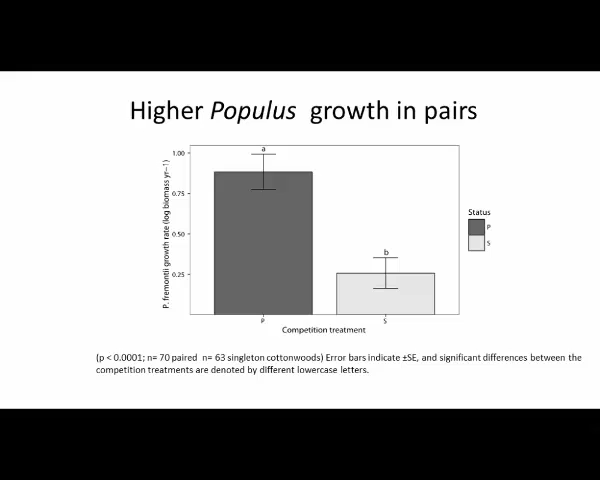 Higher Populus growth in pairs
a
1.00
0.75
0.50
0.25
P. fremontii growth rate (log biomass yr−1)
b
P
S
Competition treatment
Status
P
S
(p < 0.0001; n= 70 paired n= 63 singleton cottonwoods) Error bars indicate ±SE, and significant differences between the
competition treatments are denoted by different lowercase letters.